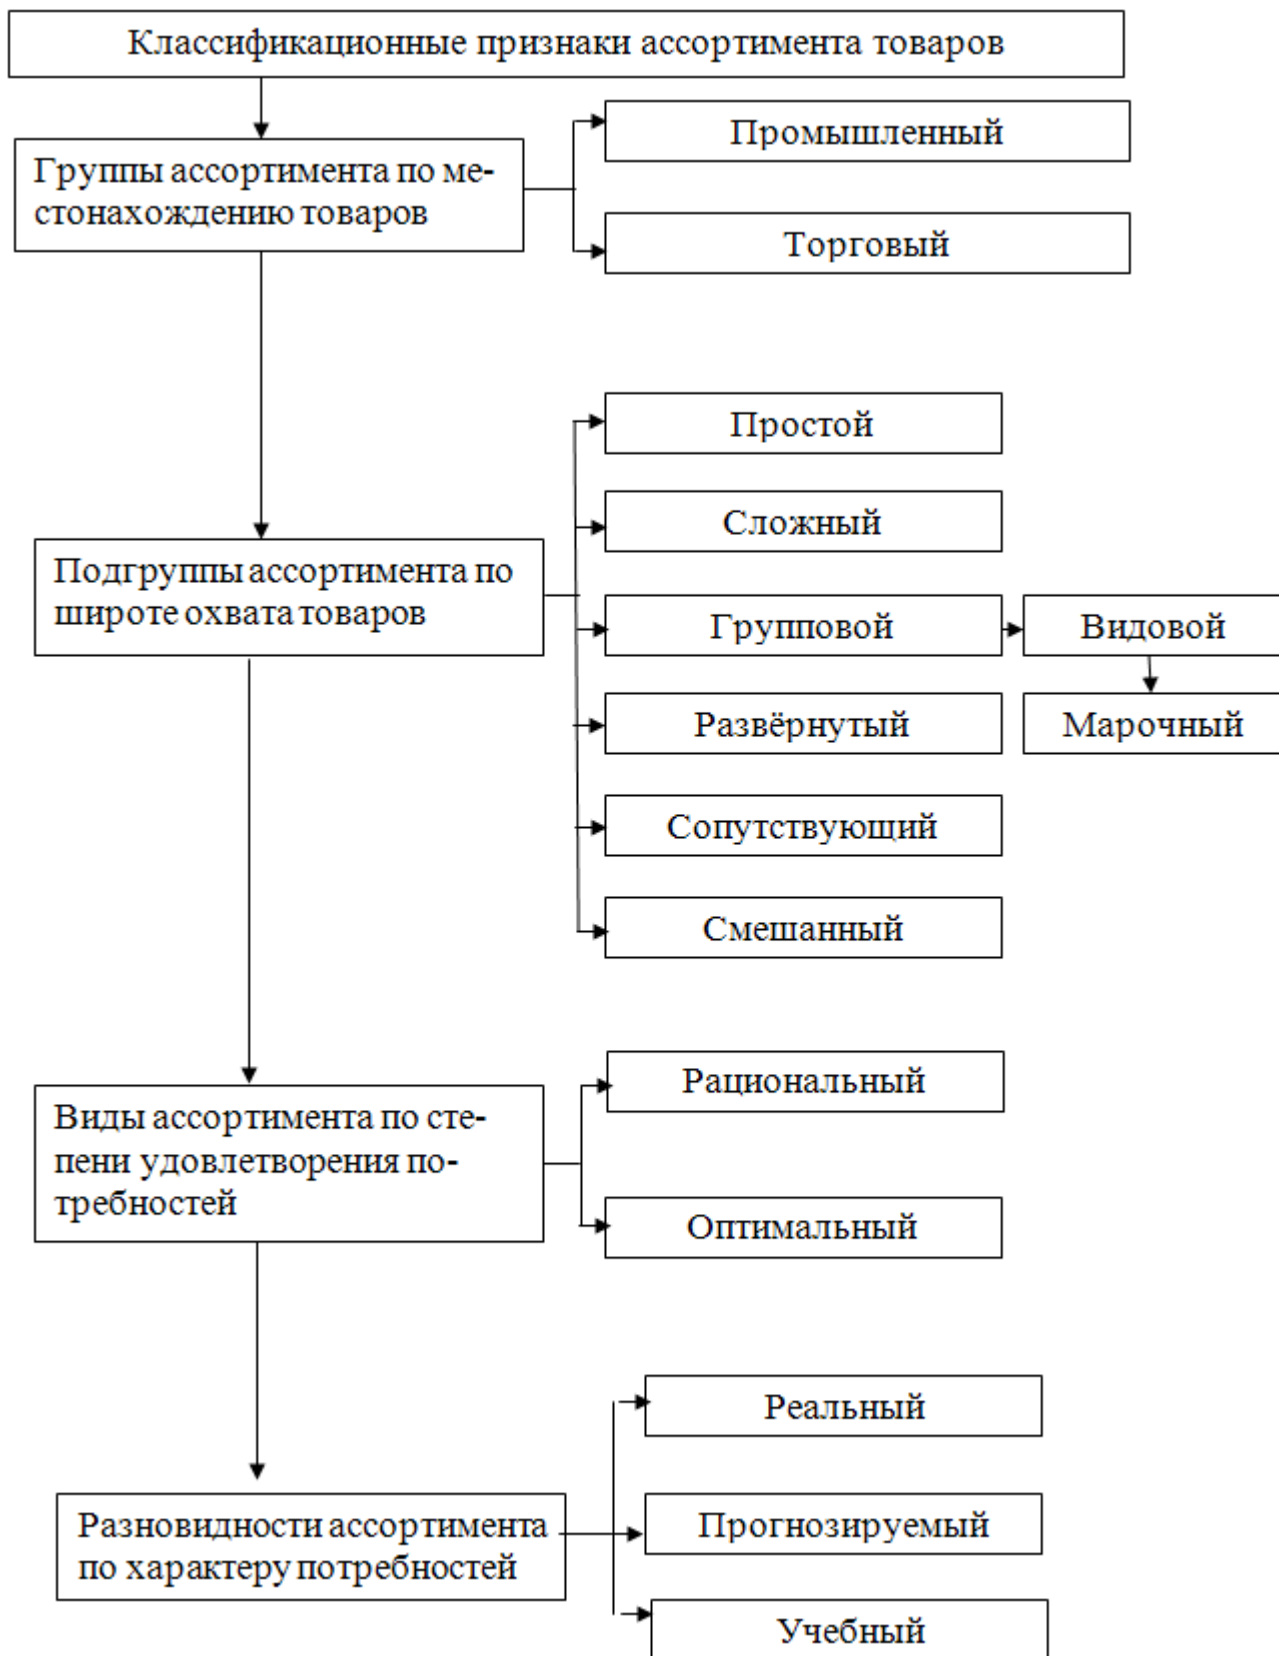 Классификационные признаки ассортимента товаров
Группы ассортимента по ме-
стонахождению товаров
Промышленный
Торговый
Подгруппы ассортимента по
широте охвата товаров
Простой
Сложный
Групповой
Видовой
Развёрнутый
Марочный
Сопутствующий
Смешанный
Виды ассортимента по сте-
пени удовлетворения по-
требностей
Рациональный
Оптимальный
Разновидности ассортимента
по характеру потребностей
Реальный
Прогнозируемый
Учебный